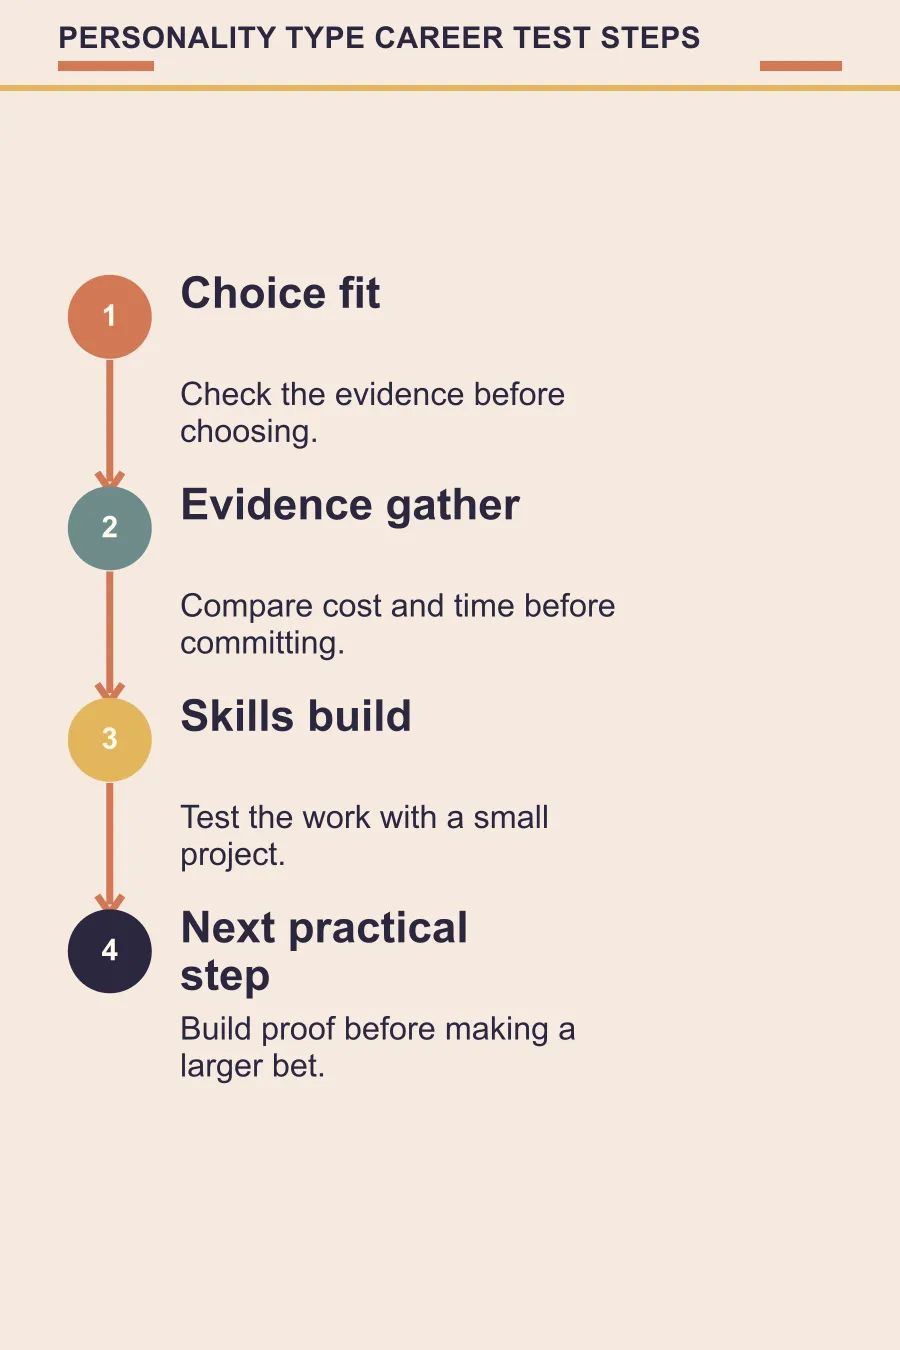 PERSONALITY TYPE CAREER TEST STEPS
1
Choice fit
Check the evidence before
choosing.
2
Evidence gather
Compare cost and time before
committing.
3
Skills build
Test the work with a small
project.
4
Next practical
step
Build proof before making a
larger bet.